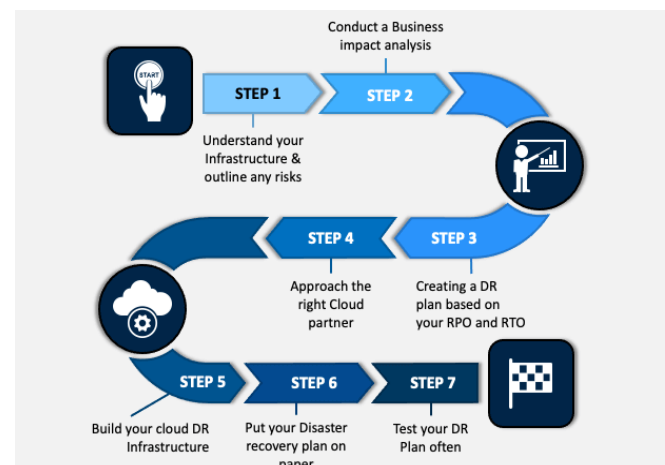 Conduct a Business
impact analysis
START
STEP 1
STEP 2
Understand your
Infrastructure &
outline any risks
STEP 4
STEP 3
Approach the
right Cloud
partner
Creating a DR
plan based on
your RPO and RTO
STEP 5
STEP 6
STEP 7
Build your cloud DR
Infrastructure
Put your Disaster
recovery plan on
paper
Test your DR
Plan often